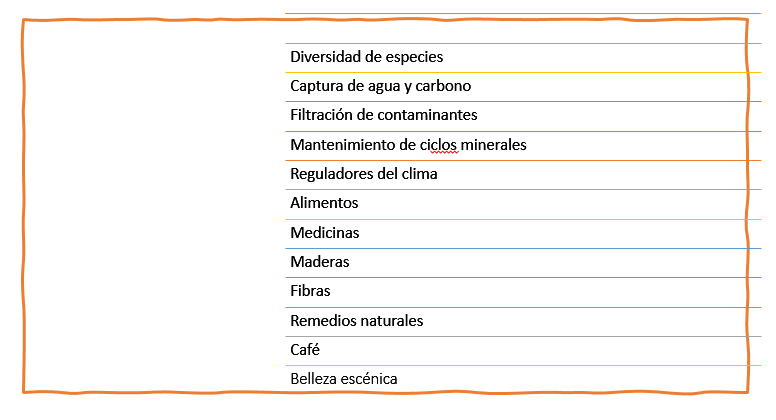 Diversidad de especies
Captura de agua y carbono
Filtración de contaminantes
Mantenimiento de ciclos minerales
Reguladores del clima
Alimentos
Medicinas
Maderas
Fibras
Remedios naturales
Café
Belleza escénica